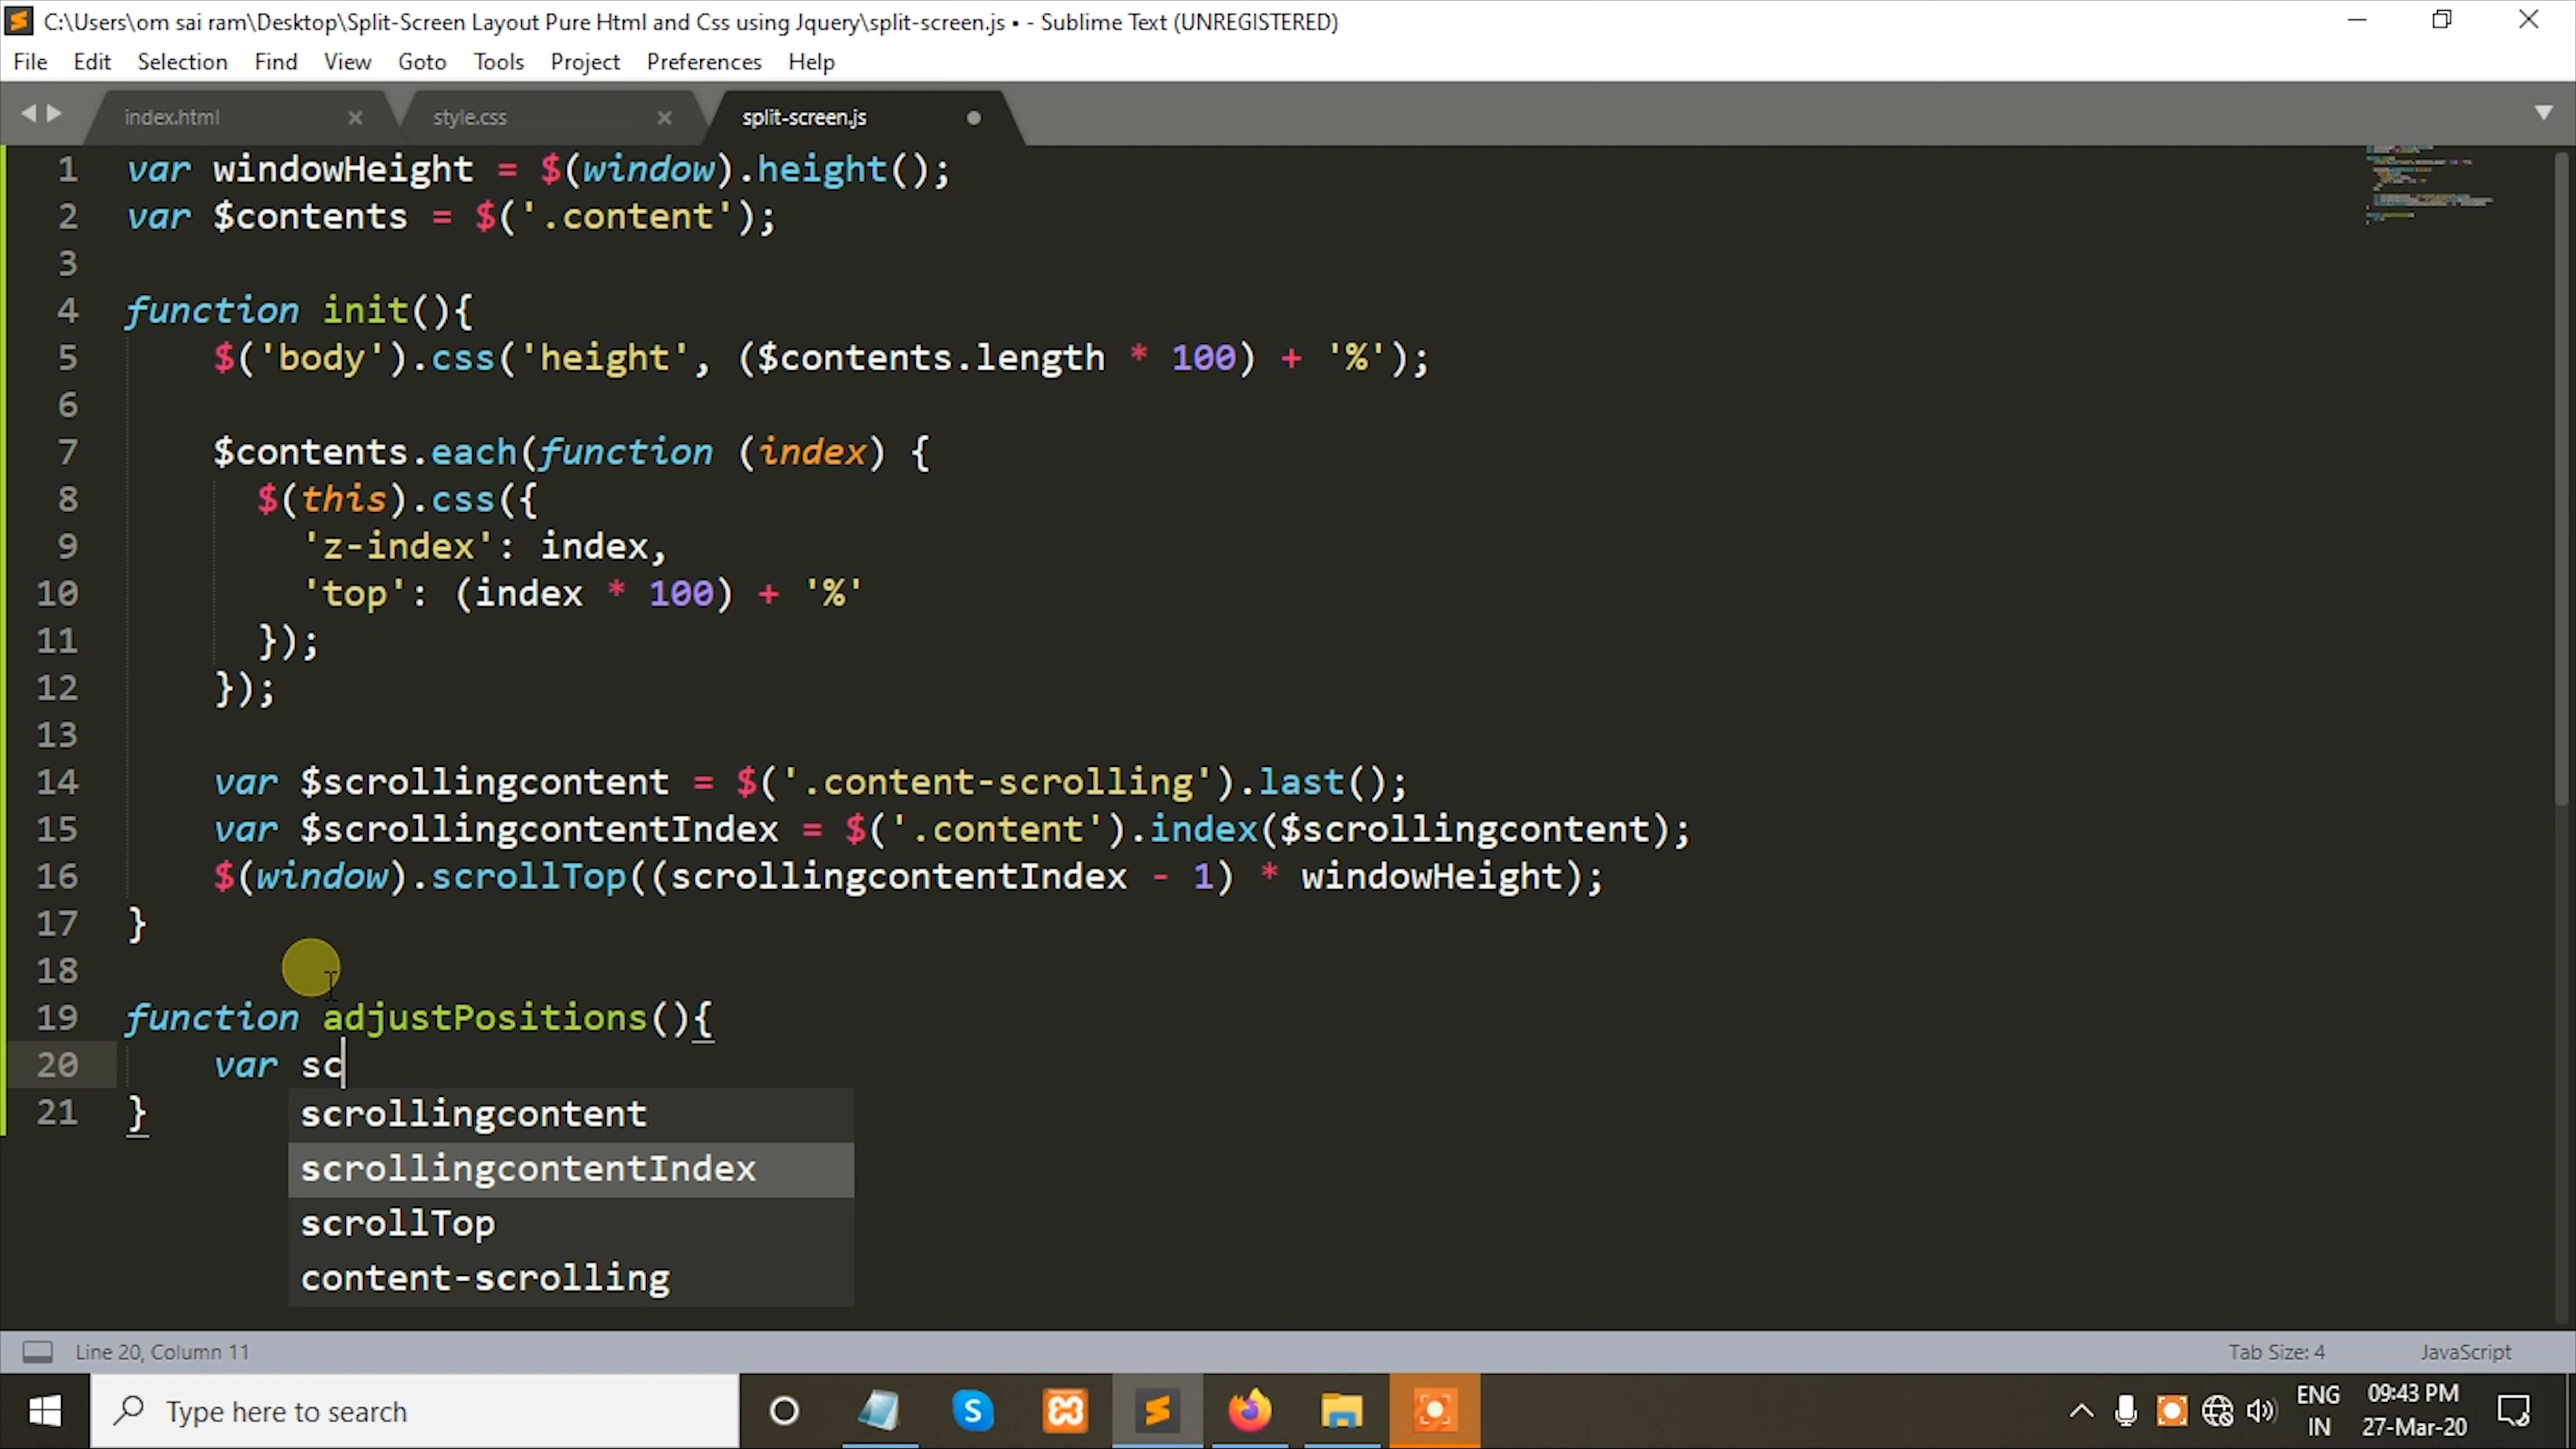 C:\Users\om sai ram\Desktop\Split-Screen Layout Pure Html and Css using Jquery\split-screen.js • - Sublime Text (UNREGISTERED)
File Edit Selection Find View Goto Tools Project Preferences Help
index.html style.css split-screen.js
1 var windowHeight = $(window).height();
2 var $contents = $('.content');
3
4 function init(){
5 $('body').css('height', ($contents.length * 100) + '%');
6
7 $contents.each(function (index) {
8 $(this).css({
9 'z-index': index,
10 'top': (index * 100) + '%'
11 });
12 });
13
14 var $scrollingcontent = $('.content-scrolling').last();
15 var $scrollingcontentIndex = $('.content').index($scrollingcontent);
16 $(window).scrollTop((scrollingcontentIndex - 1) * windowHeight);
17 }
18
19 function adjustPositions(){
20 var sc
21 }
scrollingcontent
scrollingcontentIndex
scrollTop
content-scrolling
Line 20, Column 11 Tab Size: 4 JavaScript
Type here to search
ENG 09:43 PM
IN 27-Mar-20